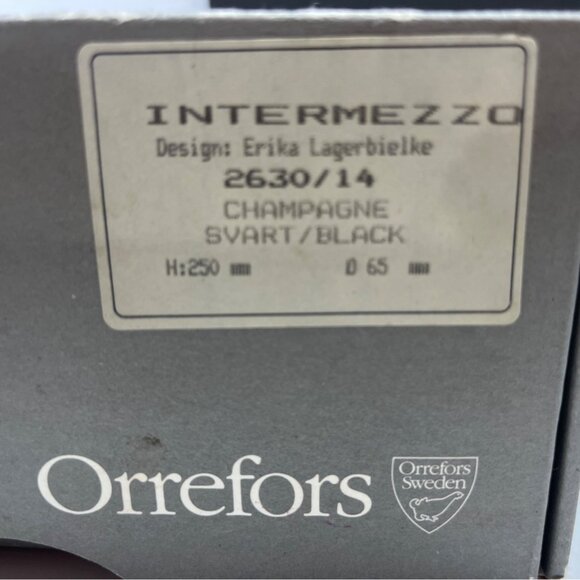 INTERMEZZO
Design: Erika Lagerbielke
2630/14
CHAMPAGNE
SVART/BLACK
H:250 mm Ø 65 mm
Orrefors
Orrefors
Sweden